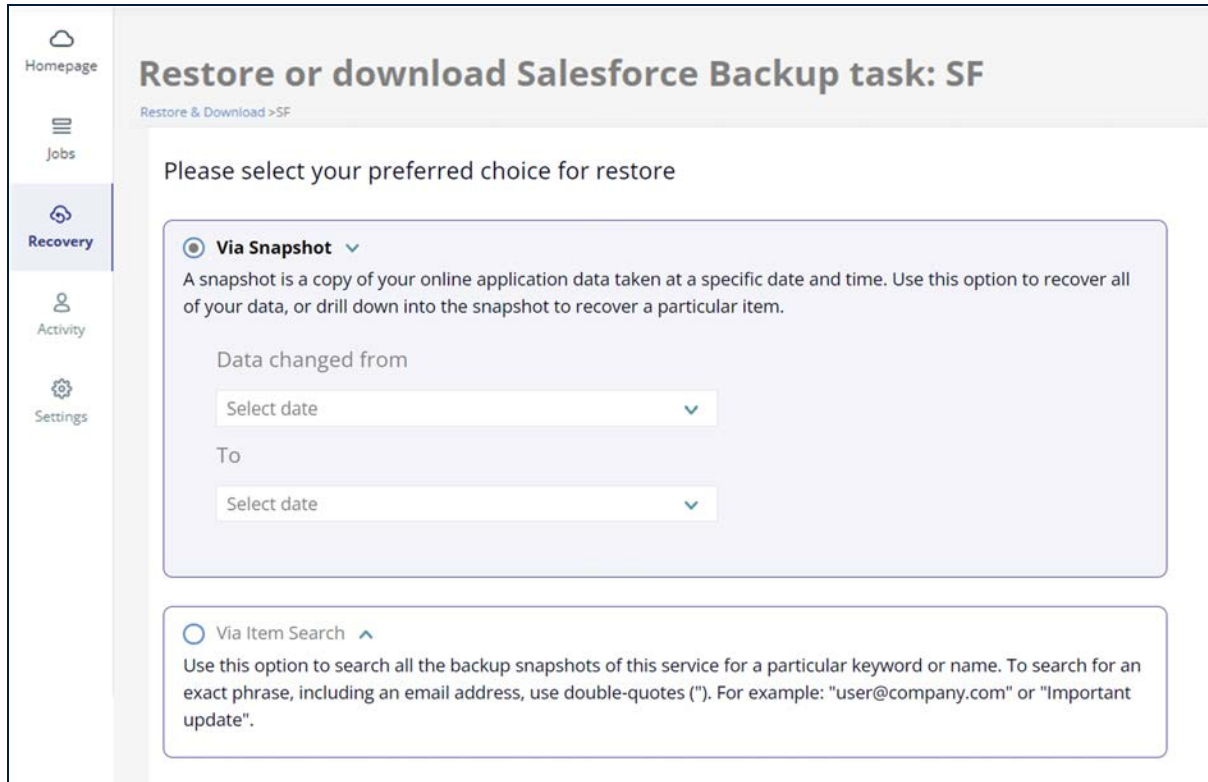 Homepage
Jobs
Recovery
Activity
Settings
Restore or download Salesforce Backup task: SF
Restore & Download >SF
Please select your preferred choice for restore
Via Snapshot
A snapshot is a copy of your online application data taken at a specific date and time. Use this option to recover all
of your data, or drill down into the snapshot to recover a particular item.
Data changed from
Select date
To
Select date
Via Item Search
Use this option to search all the backup snapshots of this service for a particular keyword or name. To search for an
exact phrase, including an email address, use double-quotes ("). For example: "user@company.com" or "Important
update".